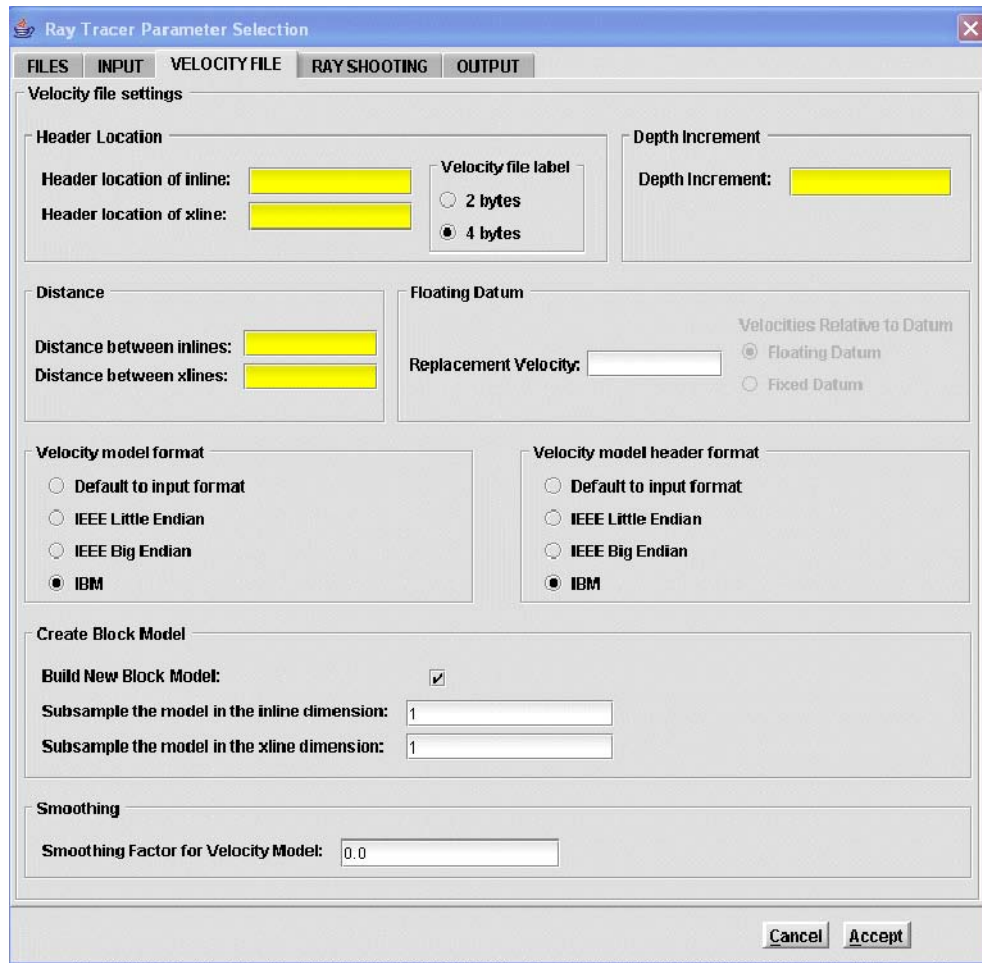 Ray Tracer Parameter Selection
FILES INPUT VELOCITY FILE RAY SHOOTING OUTPUT
Velocity file settings
Header Location
Header location of inline:
Header location of xline:
Velocity file label
2 bytes
4 bytes
Depth Increment
Depth Increment:
Distance
Distance between inlines:
Distance between xlines:
Floating Datum
Replacement Velocity:
Velocities Relative to Datum
Floating Datum
Fixed Datum
Velocity model format
Default to input format
IEEE Little Endian
IEEE Big Endian
IBM
Velocity model header format
Default to input format
IEEE Little Endian
IEEE Big Endian
IBM
Create Block Model
Build New Block Model:
Subsample the model in the inline dimension: 1
Subsample the model in the xline dimension: 1
Smoothing
Smoothing Factor for Velocity Model: 0.0
Cancel Accept